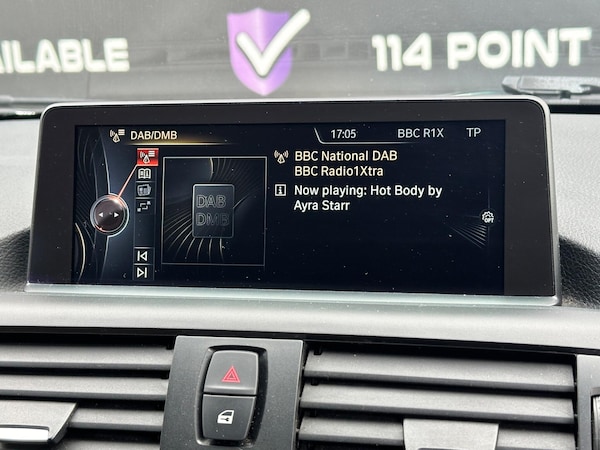 AILABLE
114 POINT
DAB/DMB
17:05
BBC R1X
TP
BBC National DAB
BBC Radio1Xtra
Now playing: Hot Body by
Ayra Starr
DAB
DMB
OPT